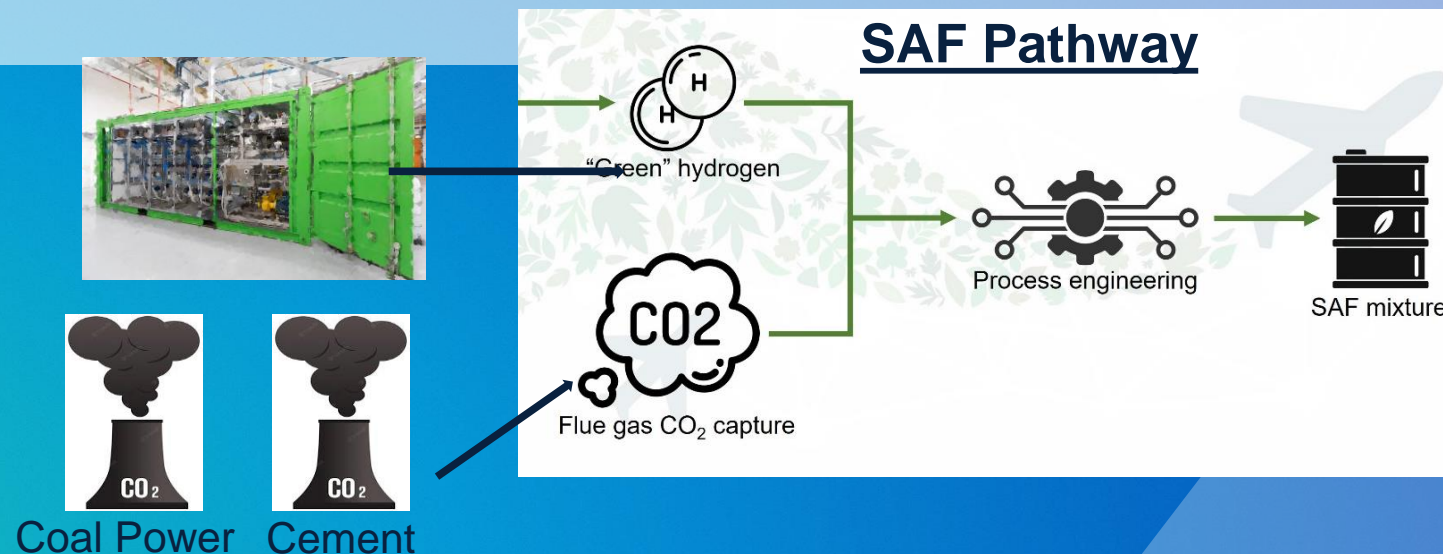 SAF Pathway
H
H
“Green” hydrogen
CO2
Flue gas CO₂ capture
Process engineering
SAF mixture
CO₂
CO₂
Coal Power
Cement